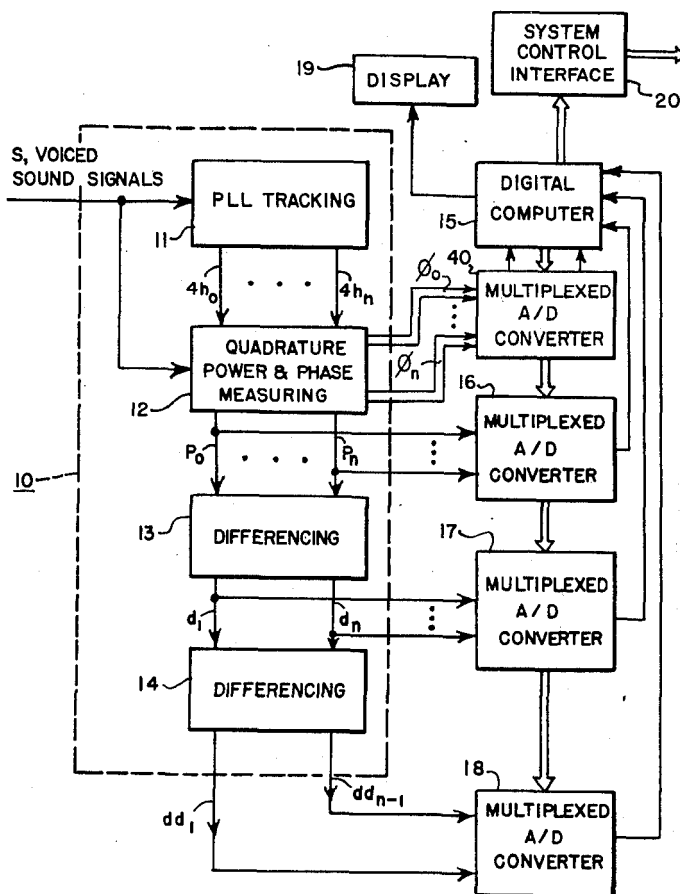 SYSTEM
CONTROL
INTERFACE
20
19
DISPLAY
S, VOICED
SOUND SIGNALS
PLL TRACKING
11
DIGITAL
COMPUTER
15
4h₀
. . .
4hₙ
40
∅₀
MULTIPLEXED
A/D
CONVERTER
QUADRATURE
POWER & PHASE
MEASURING
12
∅ₙ
16
MULTIPLEXED
A/D
CONVERTER
P₀
. . .
Pₙ
10
13
DIFFERENCING
17
MULTIPLEXED
A/D
CONVERTER
d₁
dₙ
14
DIFFERENCING
18
MULTIPLEXED
A/D
CONVERTER
ddₙ₋₁
dd₁